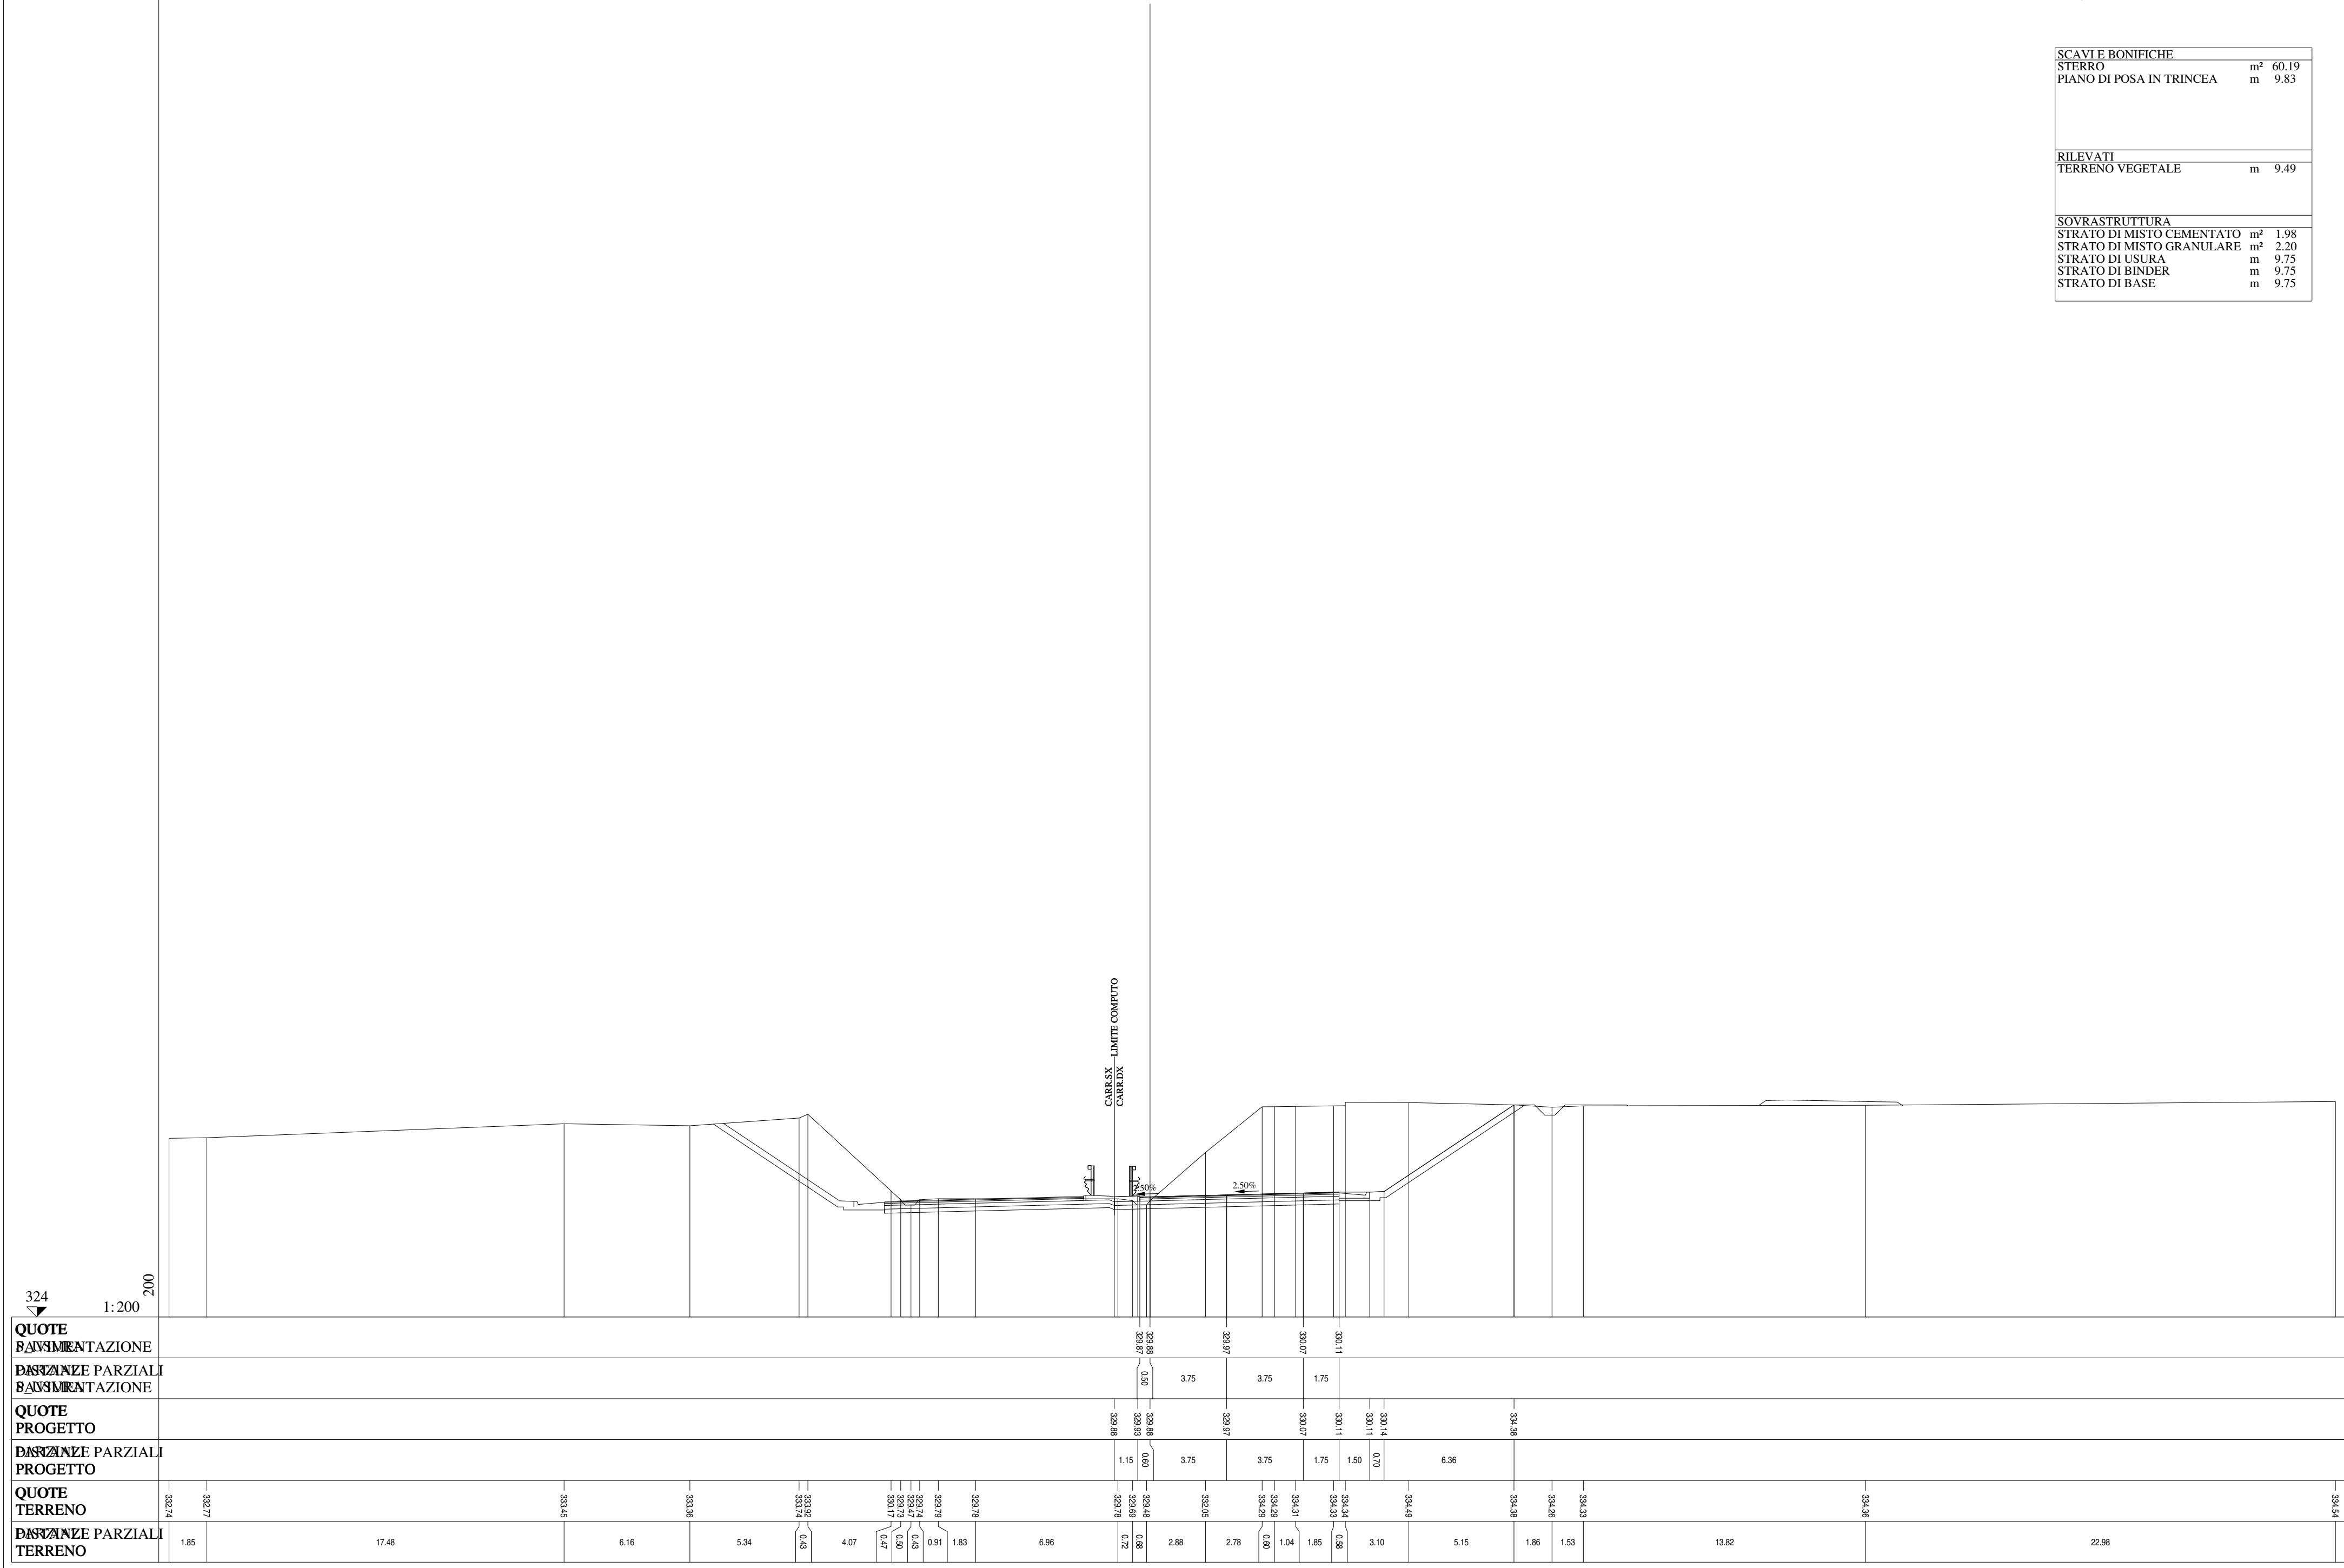 SCAVI E BONIFICHE
STERRO m² 60.19
PIANO DI POSA IN TRINCEA m 9.83
RILEVATI
TERRENO VEGETALE m 9.49
SOVRASTRUTTURA
STRATO DI MISTO CEMENTATO m² 1.98
STRATO DI MISTO GRANULARE m² 2.20
STRATO DI USURA m 9.75
STRATO DI BINDER m 9.75
STRATO DI BASE m 9.75
LIMITE COMPUTO
CARR.SX
CARR.DX
2.50%
2.50%
324
1:200
200
QUOTE
PAVIMENTAZIONE
329.87 329.88 329.97 330.07 330.11
DISTANZE PARZIALI
PAVIMENTAZIONE
0.50 3.75 3.75 1.75
QUOTE
PROGETTO
329.88 329.93 329.88 329.97 330.07 330.11 330.11 330.14 334.38
DISTANZE PARZIALI
PROGETTO
1.15 0.60 3.75 3.75 1.75 1.50 0.70 6.36
QUOTE
TERRENO
332.74 332.77 333.45 333.36 333.74 333.92 330.17 329.73 329.47 329.74 329.79 329.78 329.78 329.69 329.48 332.05 334.29 334.29 334.31 334.33 334.34 334.49 334.38 334.26 334.33 334.36 334.54
DISTANZE PARZIALI
TERRENO
1.85 17.48 6.16 5.34 0.43 4.07 0.47 0.50 0.43 0.91 1.83 6.96 0.72 0.68 2.88 2.78 0.60 1.04 1.85 0.58 3.10 5.15 1.86 1.53 13.82 22.98